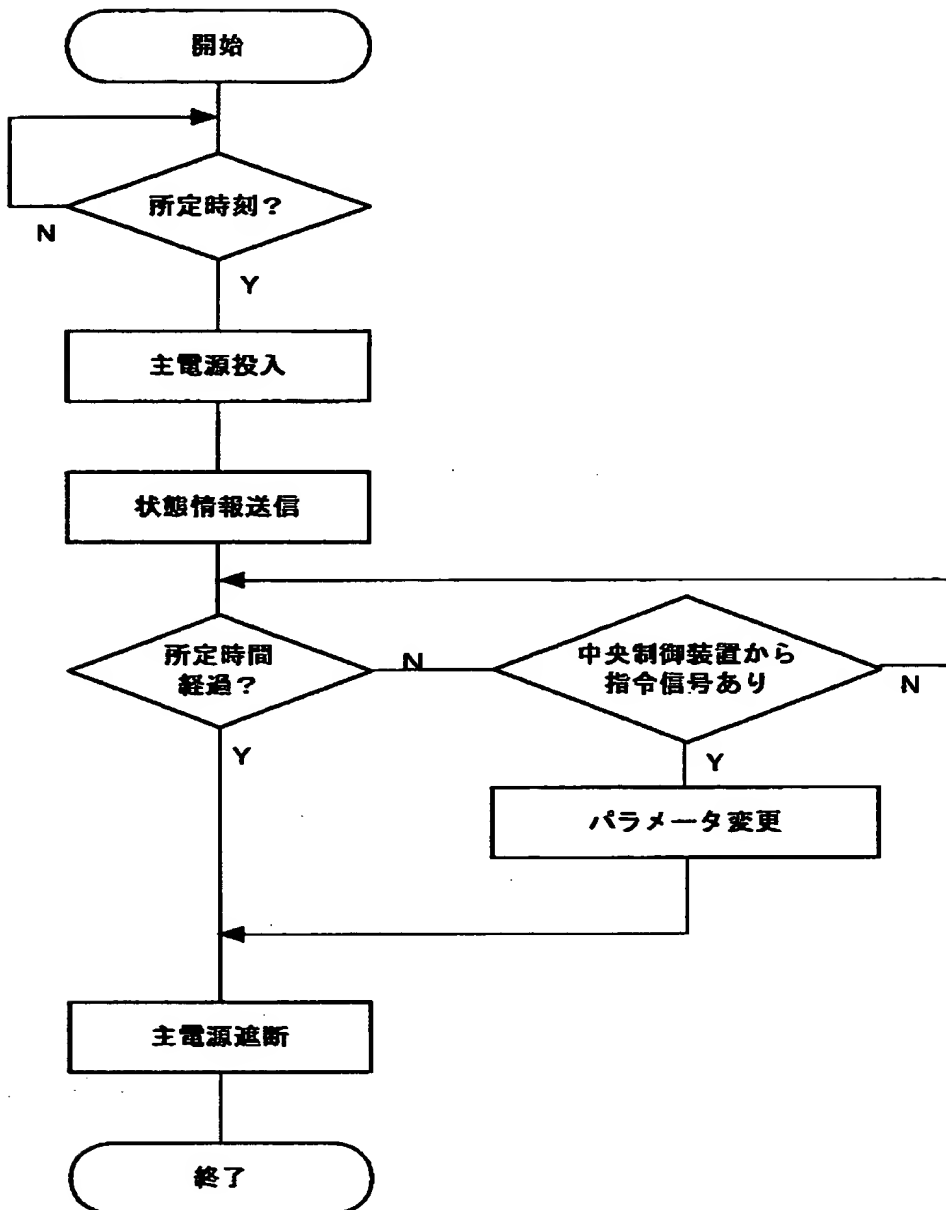 開始
所定時刻?
N
Y
主電源投入
状態情報送信
所定時間
経過?
N
中央制御装置から
指令信号あり
N
Y
Y
パラメータ変更
主電源遮断
終了